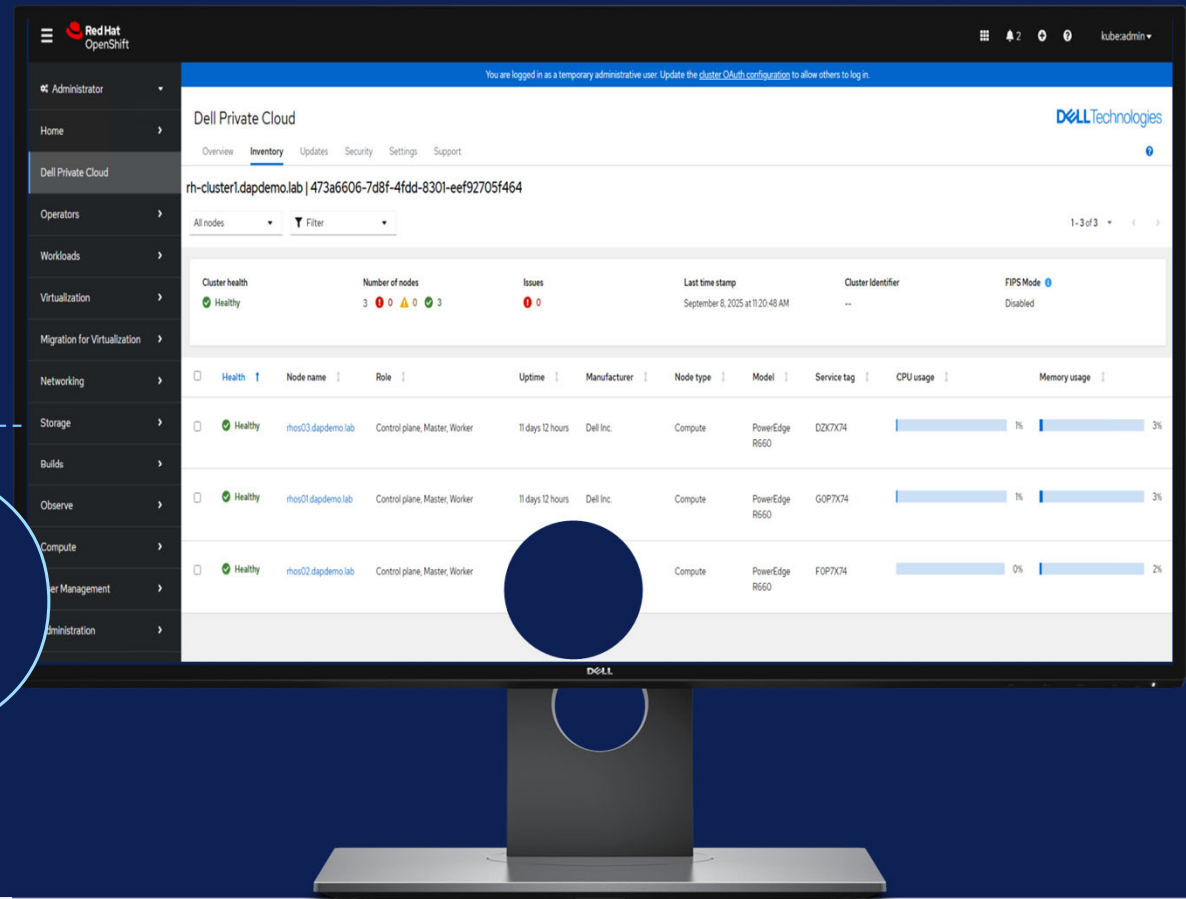 Red Hat
OpenShift
2
kube:admin
You are logged in as a temporary administrative user. Update the cluster OAuth configuration to allow others to log in.
Administrator
Home
Dell Private Cloud
Operators
Workloads
Virtualization
Migration for Virtualization
Networking
Storage
Builds
Observe
Compute
Management
Dell Private Cloud
DELLTechnologies
Overview Inventory Updates Security Settings Support
rh-cluster1.dapdemo.lab | 473a6606-7d8f-4fdd-8301-eef92705f464
All nodes Filter 1-3 of 3
Cluster health Number of nodes Issues Last time stamp Cluster Identifier FIPS Mode
Healthy 3 0 0 3 0 September 8, 2025 at 11:20:48 AM -- Disabled
Health Node name Role Uptime Manufacturer Node type Model Service tag CPU usage Memory usage
Healthy rhos03.dapdemo.lab Control plane, Master, Worker 11 days 12 hours Dell Inc. Compute PowerEdge R660 DZK7X74 1% 3%
Healthy rhos01.dapdemo.lab Control plane, Master, Worker 11 days 12 hours Dell Inc. Compute PowerEdge R660 G0P7X74 1% 3%
Healthy rhos02.dapdemo.lab Control plane, Master, Worker Compute PowerEdge R660 F0P7X74 0% 2%
DELL